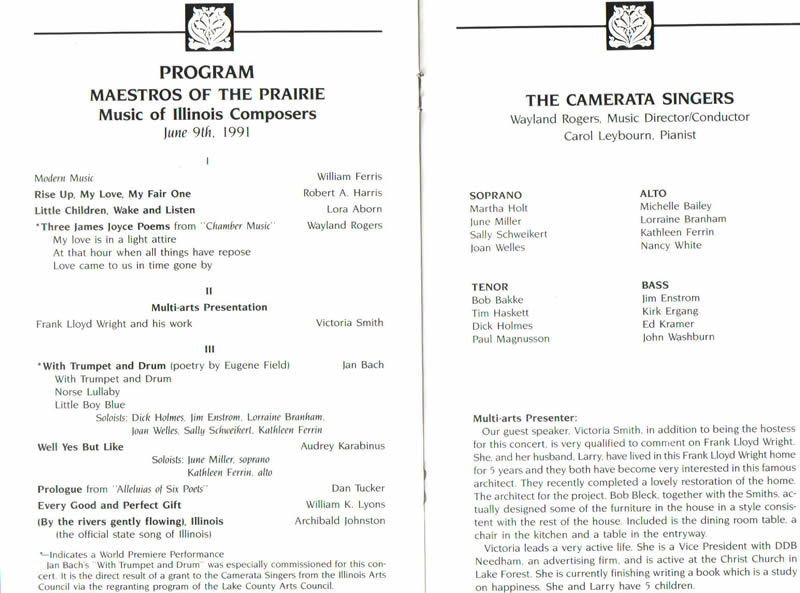 PROGRAM
MAESTROS OF THE PRAIRIE
Music of Illinois Composers
June 9th, 1991
I
Modern Music William Ferris
Rise Up, My Love, My Fair One Robert A. Harris
Little Children, Wake and Listen Lora Aborn
*Three James Joyce Poems from "Chamber Music" Wayland Rogers
My love is in a light attire
At that hour when all things have repose
Love came to us in time gone by
II
Multi-arts Presentation
Frank Lloyd Wright and his work Victoria Smith
III
*With Trumpet and Drum (poetry by Eugene Field) Jan Bach
With Trumpet and Drum
Norse Lullaby
Little Boy Blue
Soloists: Dick Holmes, Jim Enstrom, Lorraine Branham,
Joan Welles, Sally Schweikert, Kathleen Ferrin
Well Yes But Like Audrey Karabinus
Soloists: June Miller, soprano
Kathleen Ferrin, alto
Prologue from "Alleluias of Six Poets" Dan Tucker
Every Good and Perfect Gift William K. Lyons
(By the rivers gently flowing), Illinois Archibald Johnston
(the official state song of Illinois)
*—Indicates a World Premiere Performance
Jan Bach's "With Trumpet and Drum" was especially commissioned for this con-
cert. It is the direct result of a grant to the Camerata Singers from the Illinois Arts
Council via the regranting program of the Lake County Arts Council.
THE CAMERATA SINGERS
Wayland Rogers, Music Director/Conductor
Carol Leybourn, Pianist
SOPRANO
Martha Holt
June Miller
Sally Schweikert
Joan Welles
ALTO
Michelle Bailey
Lorraine Branham
Kathleen Ferrin
Nancy White
TENOR
Bob Bakke
Tim Haskett
Dick Holmes
Paul Magnusson
BASS
Jim Enstrom
Kirk Ergang
Ed Kramer
John Washburn
Multi-arts Presenter:
Our guest speaker, Victoria Smith, in addition to being the hostess
for this concert, is very qualified to comment on Frank Lloyd Wright.
She, and her husband, Larry, have lived in this Frank Lloyd Wright home
for 5 years and they both have become very interested in this famous
architect. They recently completed a lovely restoration of the home.
The architect for the project, Bob Bleck, together with the Smiths, ac-
tually designed some of the furniture in the house in a style consis-
tent with the rest of the house. Included is the dining room table, a
chair in the kitchen and a table in the entryway.
Victoria leads a very active life. She is a Vice President with DDB
Needham, an advertising firm, and is active at the Christ Church in
Lake Forest. She is currently finishing writing a book which is a study
on happiness. She and Larry have 5 children.